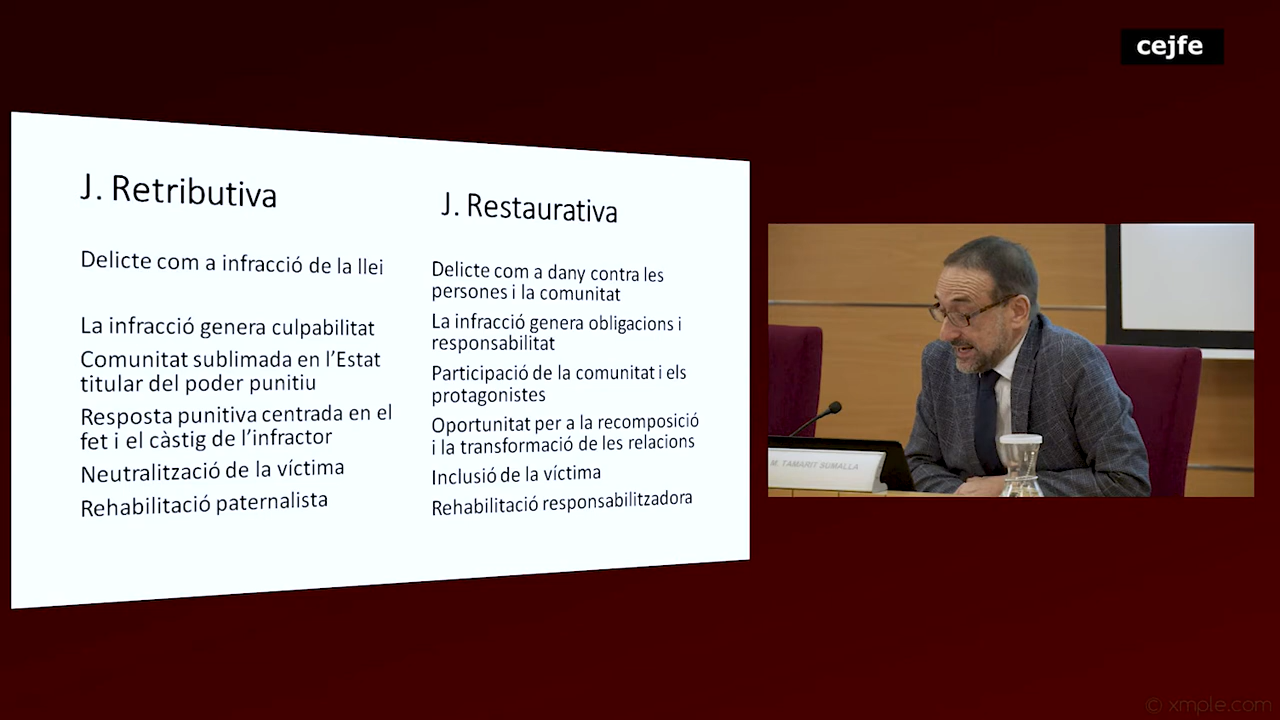 cejfe
J. Retributiva
Delicte com a infracció de la llei
La infracció genera culpabilitat
Comunitat sublimada en l’Estat
titular del poder punitiu
Resposta punitiva centrada en el
fet i el càstig de l’infractor
Neutralització de la víctima
Rehabilitació paternalista
J. Restaurativa
Delicte com a dany contra les
persones i la comunitat
La infracció genera obligacions i
responsabilitat
Participació de la comunitat i els
protagonistes
Oportunitat per a la recomposició
i la transformació de les relacions
Inclusió de la víctima
Rehabilitació responsabilitzadora
M. TAMARIT SUMALLA
© xmple.com